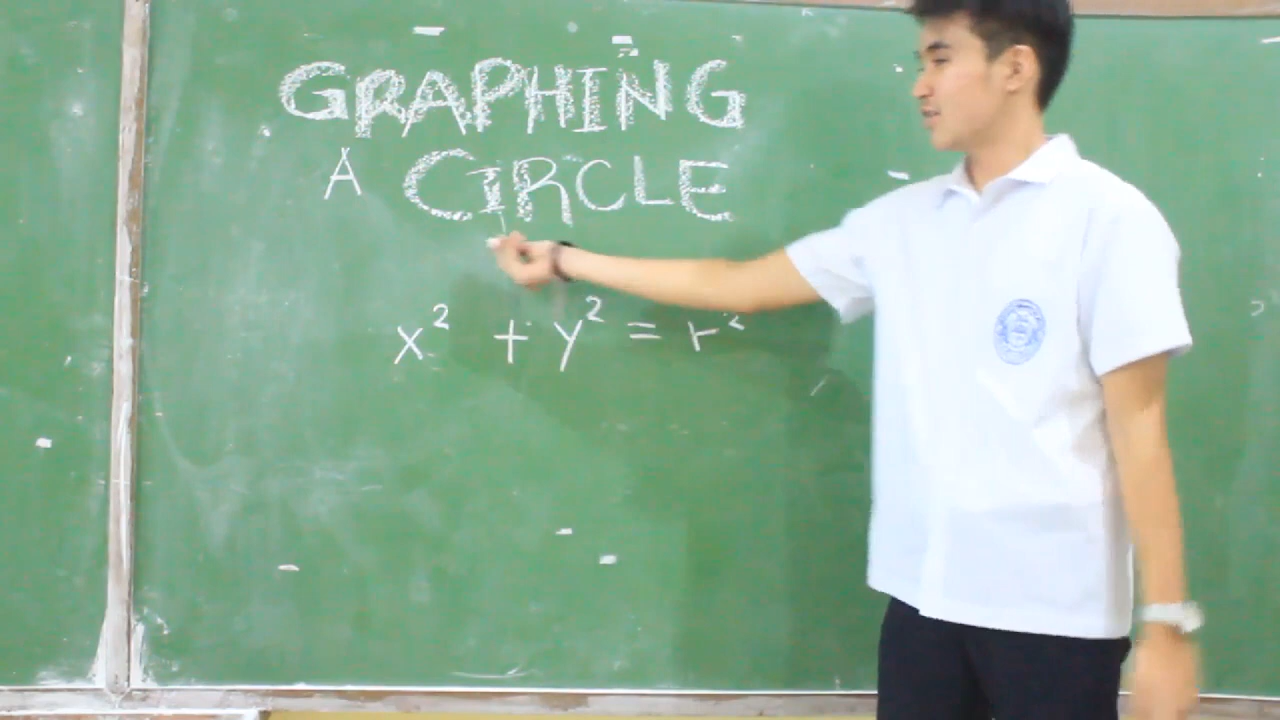 GRAPHING
A CIRCLE
x² + y² = r²